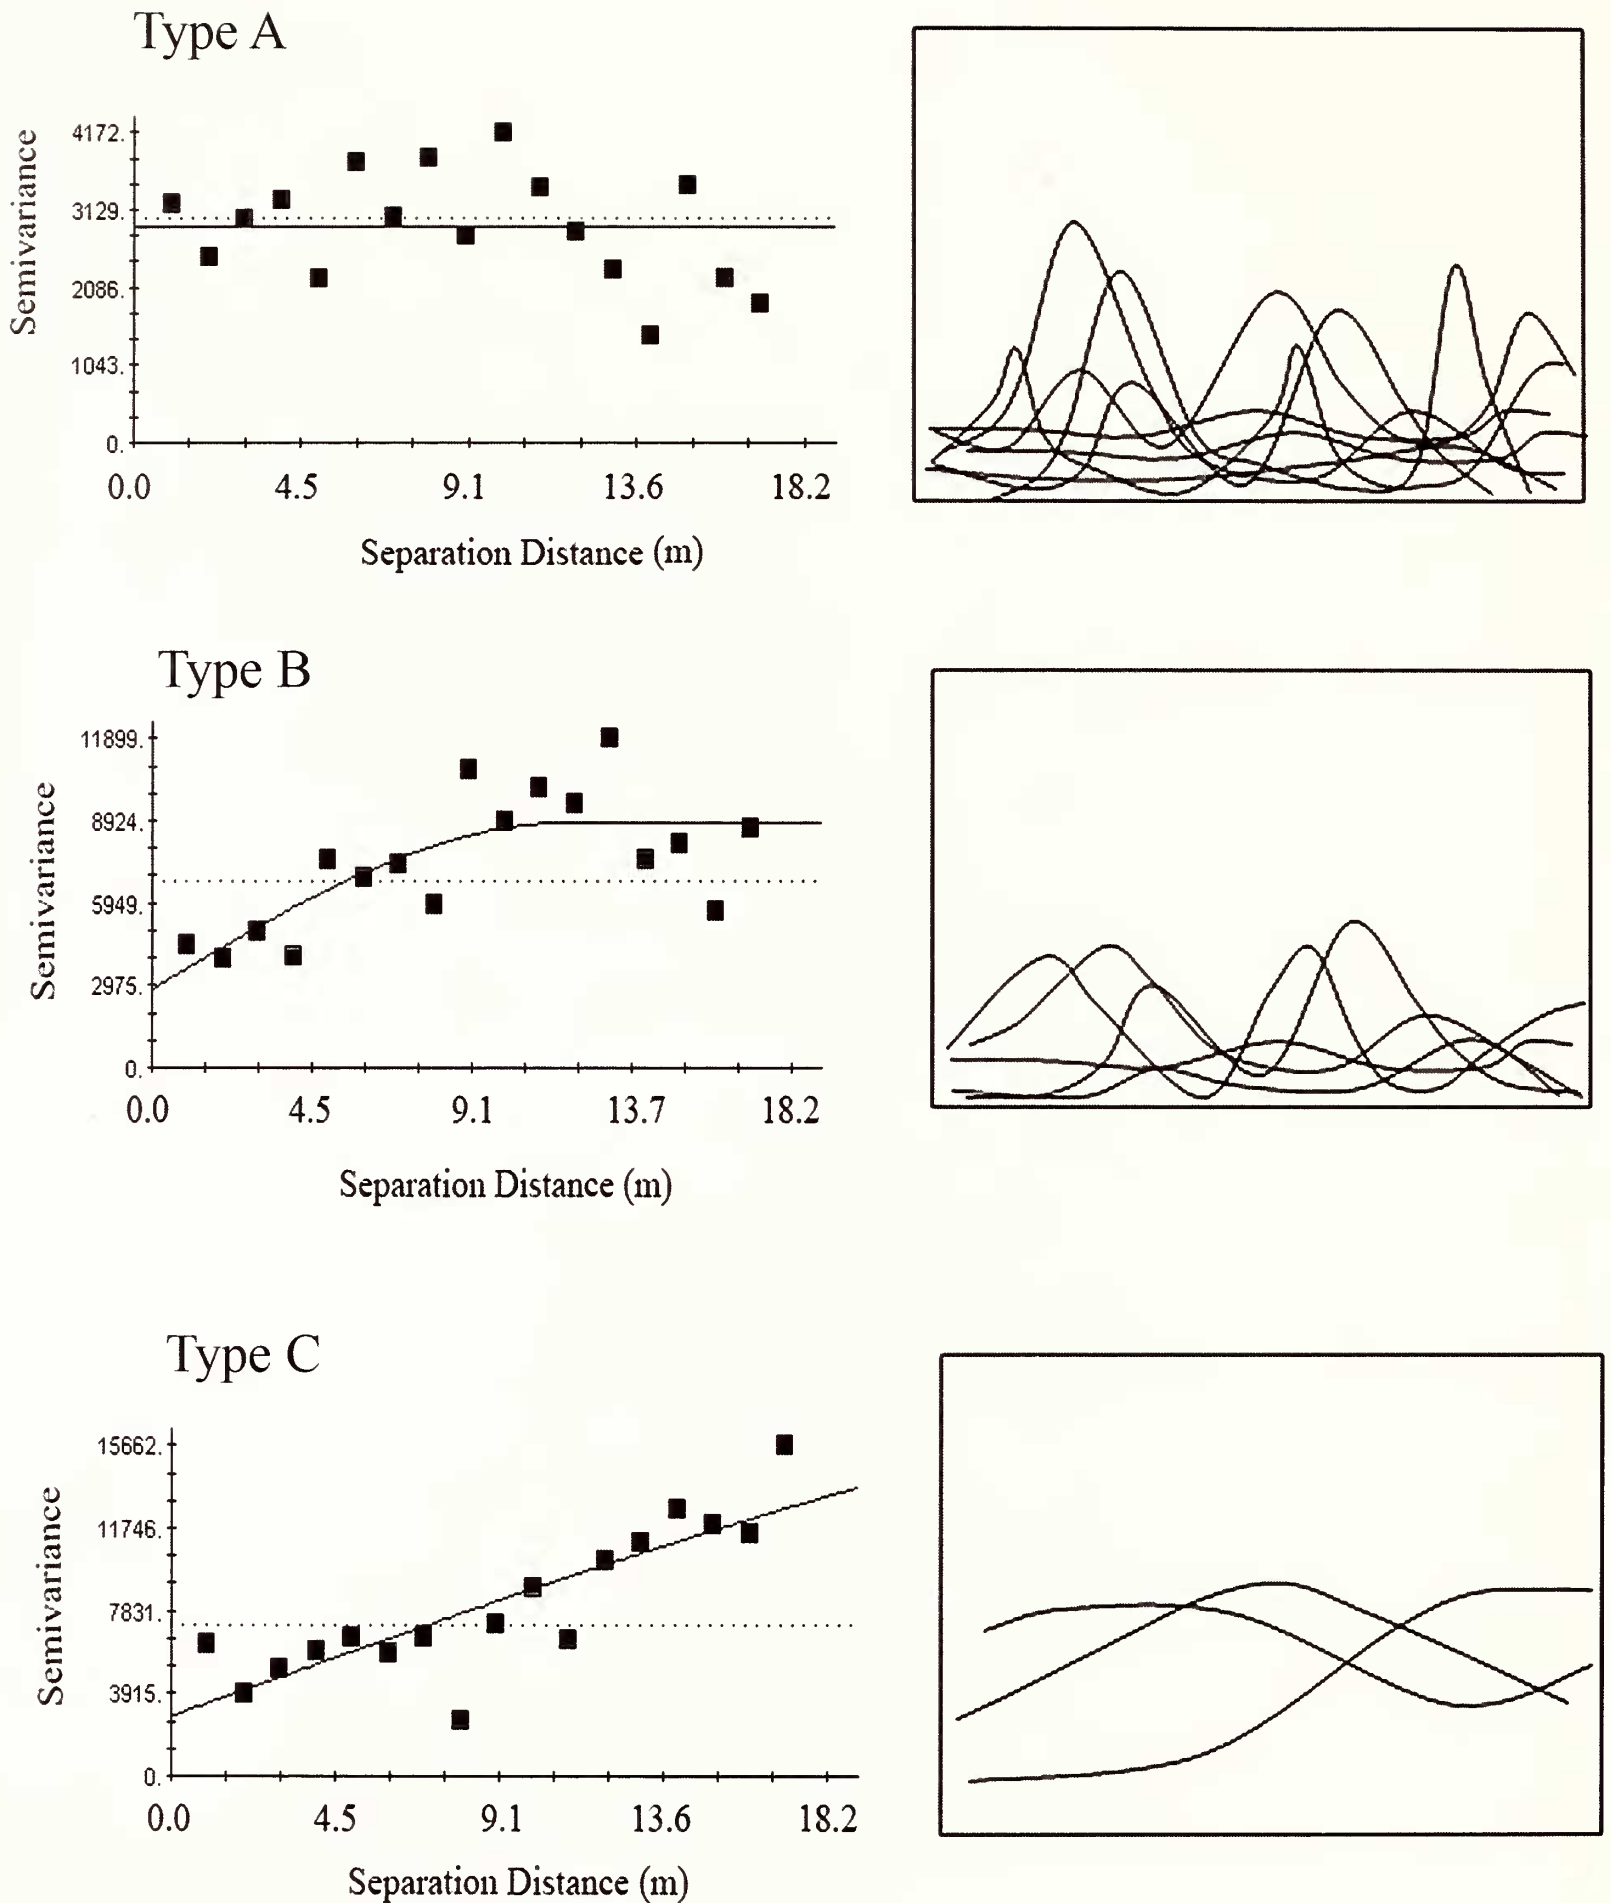 Type A
Semivariance
4172.
3129.
2086.
1043.
0.
0.0 4.5 9.1 13.6 18.2
Separation Distance (m)
Type B
Semivariance
11899.
8924.
5949.
2975.
0.
0.0 4.5 9.1 13.7 18.2
Separation Distance (m)
Type C
Semivariance
15662.
11746.
7831.
3915.
0.
0.0 4.5 9.1 13.6 18.2
Separation Distance (m)